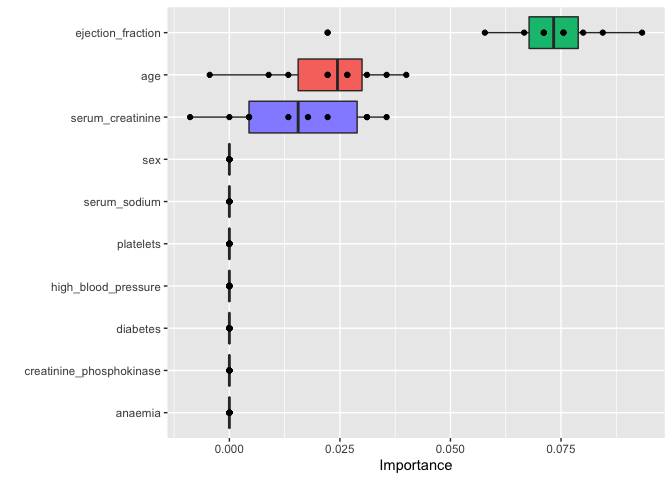 ejection_fraction
age
serum_creatinine
sex
serum_sodium
platelets
high_blood_pressure
diabetes
creatinine_phosphokinase
anaemia
0.000 0.025 0.050 0.075
Importance